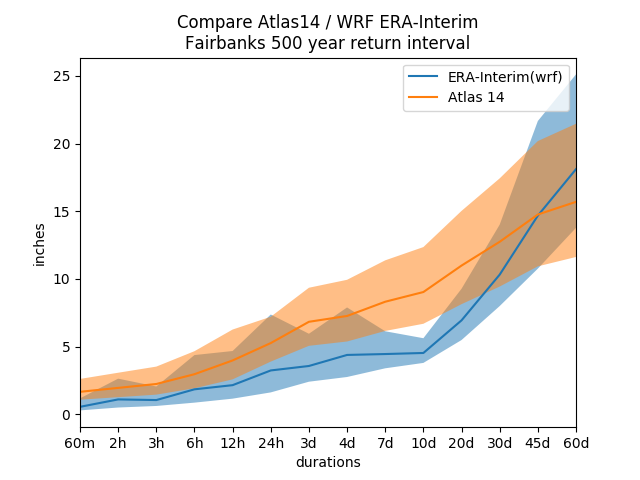 Compare Atlas14 / WRF ERA-Interim
Fairbanks 500 year return interval
ERA-Interim(wrf)
Atlas 14
25
20
15
10
5
0
inches
60m 2h 3h 6h 12h 24h 3d 4d 7d 10d 20d 30d 45d 60d
durations